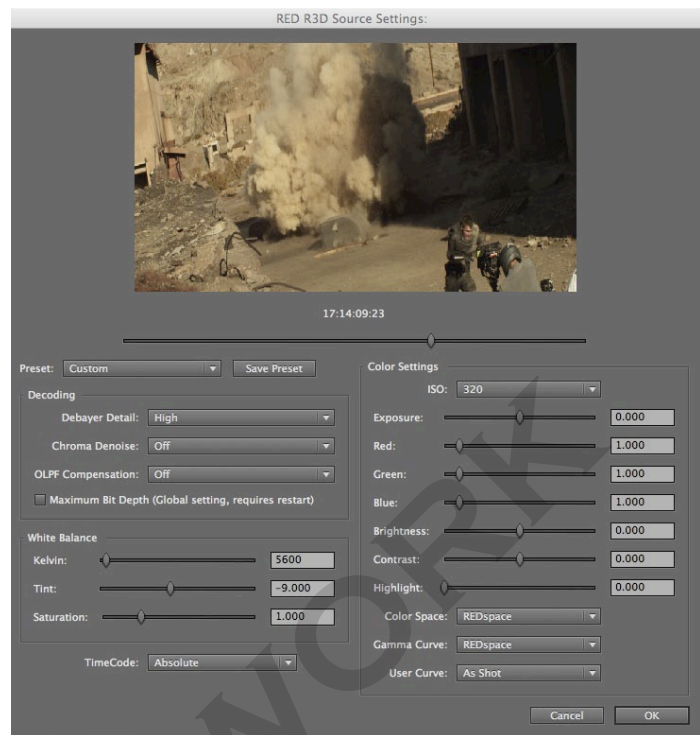 RED R3D Source Settings:
17:14:09:23
Preset: Custom Save Preset
Decoding
Debayer Detail: High
Chroma Denoise: Off
OLPF Compensation: Off
Maximum Bit Depth (Global setting, requires restart)
White Balance
Kelvin: 5600
Tint: -9.000
Saturation: 1.000
TimeCode: Absolute
Color Settings
ISO: 320
Exposure: 0.000
Red: 1.000
Green: 1.000
Blue: 1.000
Brightness: 0.000
Contrast: 0.000
Highlight: 0.000
Color Space: REDspace
Gamma Curve: REDspace
User Curve: As Shot
Cancel OK
WORK